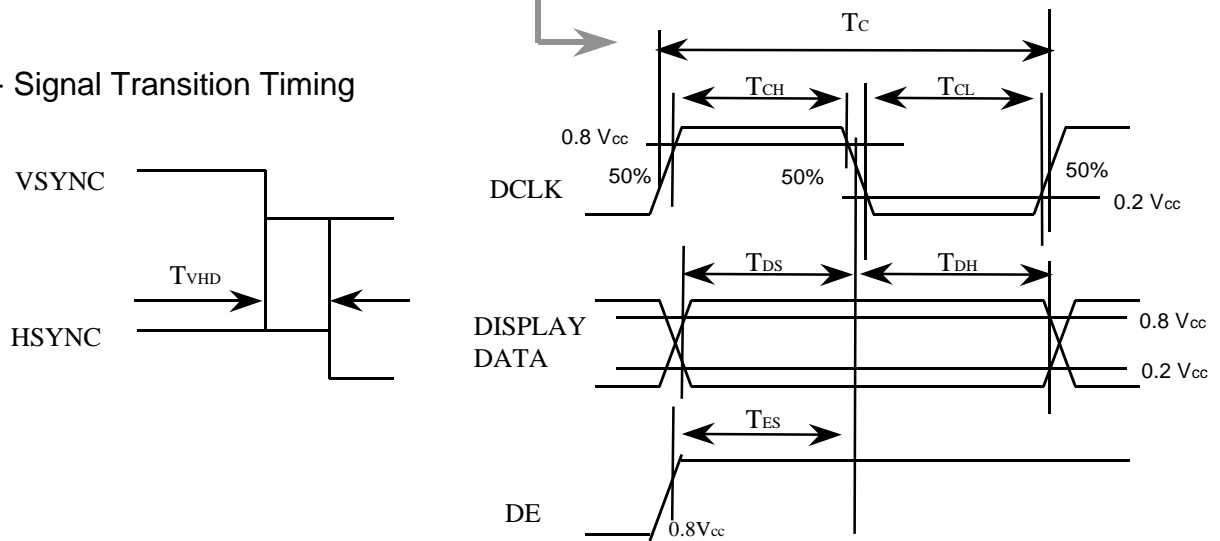 - Signal Transition Timing
VSYNC
TVHD
HSYNC
TC
TCH
TCL
0.8 Vcc
50%
50%
50%
DCLK
0.2 Vcc
TDS
TDH
DISPLAY
DATA
0.8 Vcc
0.2 Vcc
TES
DE
0.8Vcc